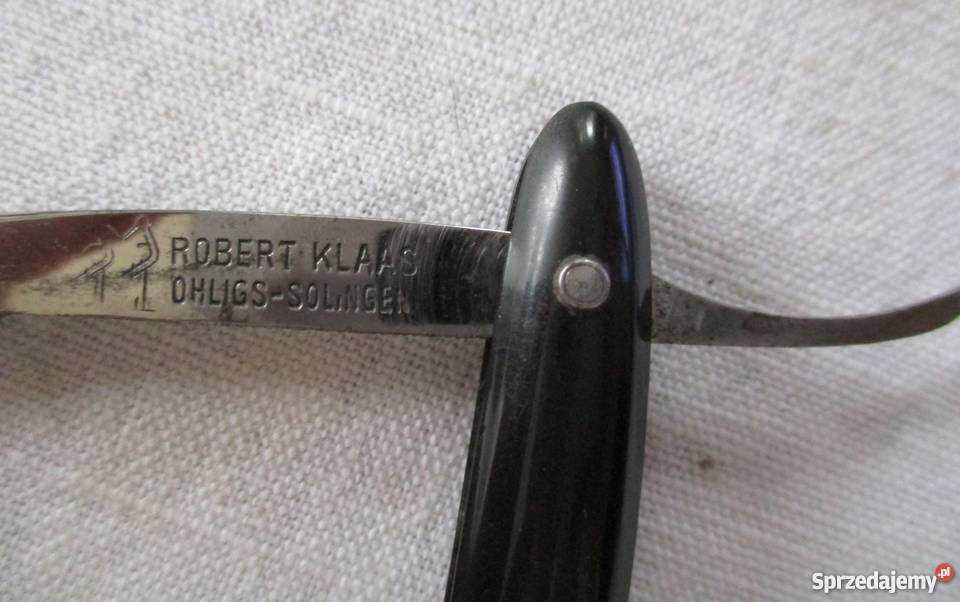 ROBERT KLAAS
OHLIGS-SOLINGEN
Sprzedajemy.pl